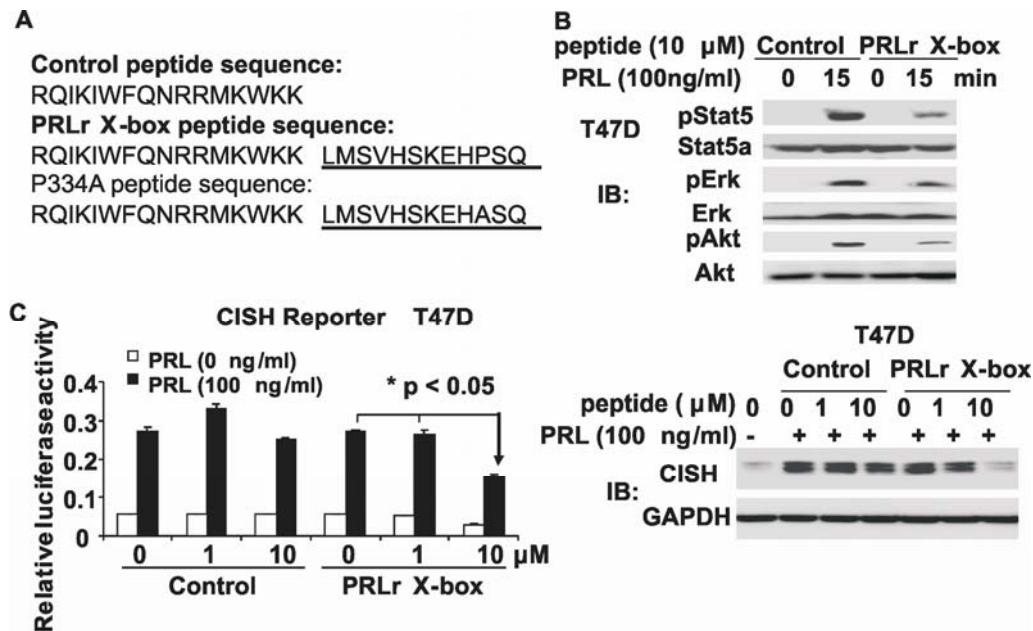 A
Control peptide sequence:
RQIKIWFQNRRMKWKK
PRLr X-box peptide sequence:
RQIKIWFQNRRMKWKK LMSVHSKEHPSQ
P334A peptide sequence:
RQIKIWFQNRRMKWKK LMSVHSKEHASQ
B
peptide (10 µM) Control PRLr X-box
PRL (100ng/ml) 0 15 0 15 min
T47D
IB:
pStat5
Stat5a
pErk
Erk
pAkt
Akt
C
CISH Reporter T47D
PRL (0 ng/ml)
PRL (100 ng/ml)
* p < 0.05
Relative luciferaseactivity
0.4
0.3
0.2
0.1
0
0 1 10 0 1 10 µM
Control PRLr X-box
T47D
Control PRLr X-box
peptide ( µM) 0 0 1 10 0 1 10
PRL (100 ng/ml) - + + + + + +
IB:
CISH
GAPDH